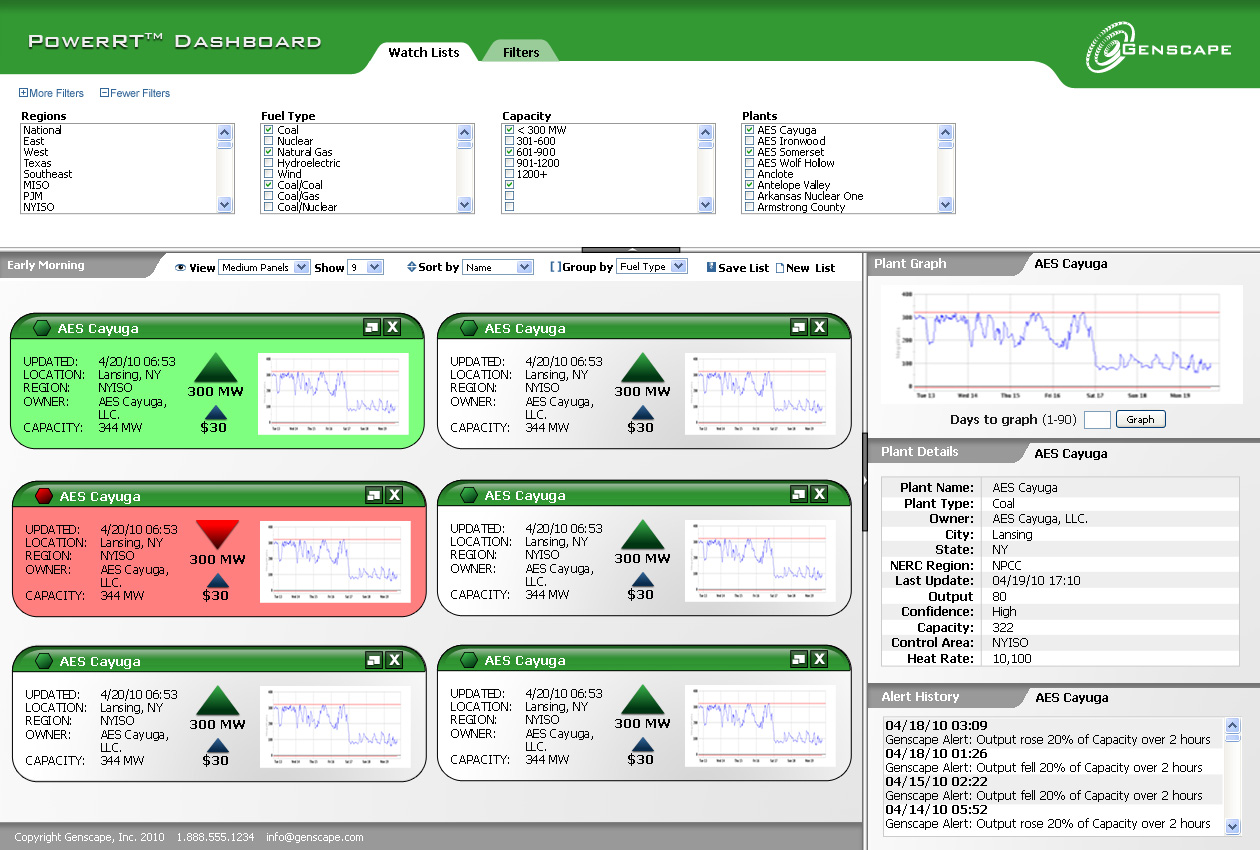 PowerRT™ Dashboard
Watch Lists
Filters
Genscape
More Filters
Fewer Filters
Regions
National
East
West
Texas
Southeast
MISO
PJM
NYISO
Fuel Type
Coal
Nuclear
Natural Gas
Hydroelectric
Wind
Coal/Coal
Coal/Gas
Coal/Nuclear
Capacity
< 300 MW
301-600
601-900
901-1200
1200+
Plants
AES Cayuga
AES Ironwood
AES Somerset
AES Wolf Hollow
Anclote
Antelope Valley
Arkansas Nuclear One
Armstrong County
Early Morning
View Medium Panels Show 9 Sort by Name Group by Fuel Type Save List New List
AES Cayuga
UPDATED: 4/20/10 06:53
LOCATION: Lansing, NY
REGION: NYISO
OWNER: AES Cayuga,
LLC.
CAPACITY: 344 MW
300 MW
$30
AES Cayuga
UPDATED: 4/20/10 06:53
LOCATION: Lansing, NY
REGION: NYISO
OWNER: AES Cayuga,
LLC.
CAPACITY: 344 MW
300 MW
$30
AES Cayuga
UPDATED: 4/20/10 06:53
LOCATION: Lansing, NY
REGION: NYISO
OWNER: AES Cayuga,
LLC.
CAPACITY: 344 MW
300 MW
$30
AES Cayuga
UPDATED: 4/20/10 06:53
LOCATION: Lansing, NY
REGION: NYISO
OWNER: AES Cayuga,
LLC.
CAPACITY: 344 MW
300 MW
$30
AES Cayuga
UPDATED: 4/20/10 06:53
LOCATION: Lansing, NY
REGION: NYISO
OWNER: AES Cayuga,
LLC.
CAPACITY: 344 MW
300 MW
$30
AES Cayuga
UPDATED: 4/20/10 06:53
LOCATION: Lansing, NY
REGION: NYISO
OWNER: AES Cayuga,
LLC.
CAPACITY: 344 MW
300 MW
$30
Plant Graph
AES Cayuga
400
300
200
100
0
Tue 13 Wed 14 Thu 15 Fri 16 Sat 17 Sun 18 Mon 19
Days to graph (1-90) Graph
Plant Details
AES Cayuga
Plant Name: AES Cayuga
Plant Type: Coal
Owner: AES Cayuga, LLC.
City: Lansing
State: NY
NERC Region: NPCC
Last Update: 04/19/10 17:10
Output 80
Confidence: High
Capacity: 322
Control Area: NYISO
Heat Rate: 10,100
Alert History
AES Cayuga
04/18/10 03:09
Genscape Alert: Output rose 20% of Capacity over 2 hours
04/18/10 01:26
Genscape Alert: Output fell 20% of Capacity over 2 hours
04/15/10 02:22
Genscape Alert: Output fell 20% of Capacity over 2 hours
04/14/10 05:52
Genscape Alert: Output rose 20% of Capacity over 2 hours
Copyright Genscape, Inc. 2010 1.888.555.1234 info@genscape.com